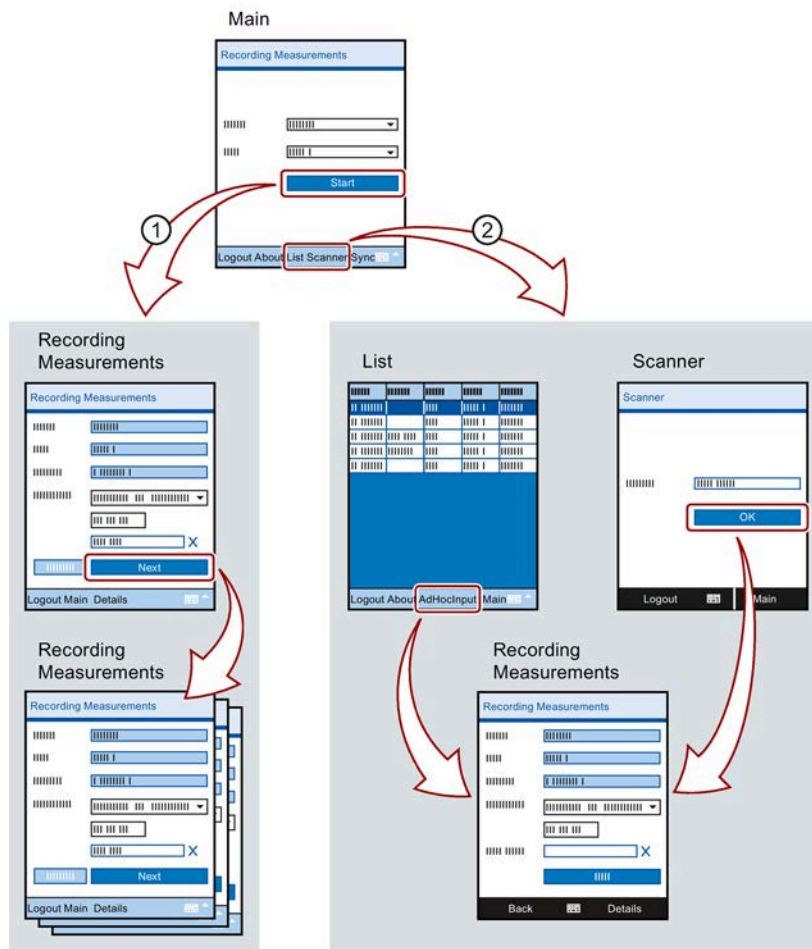 Main
Recording Measurements
Start
1
2
Logout About List Scanner Sync
Recording
Measurements
Recording Measurements
Next
Logout Main Details
Recording
Measurements
Recording Measurements
Next
Logout Main Details
List
Logout About AdHocInput Main
Scanner
Scanner
OK
Logout Main
Recording
Measurements
Recording Measurements
Back Details